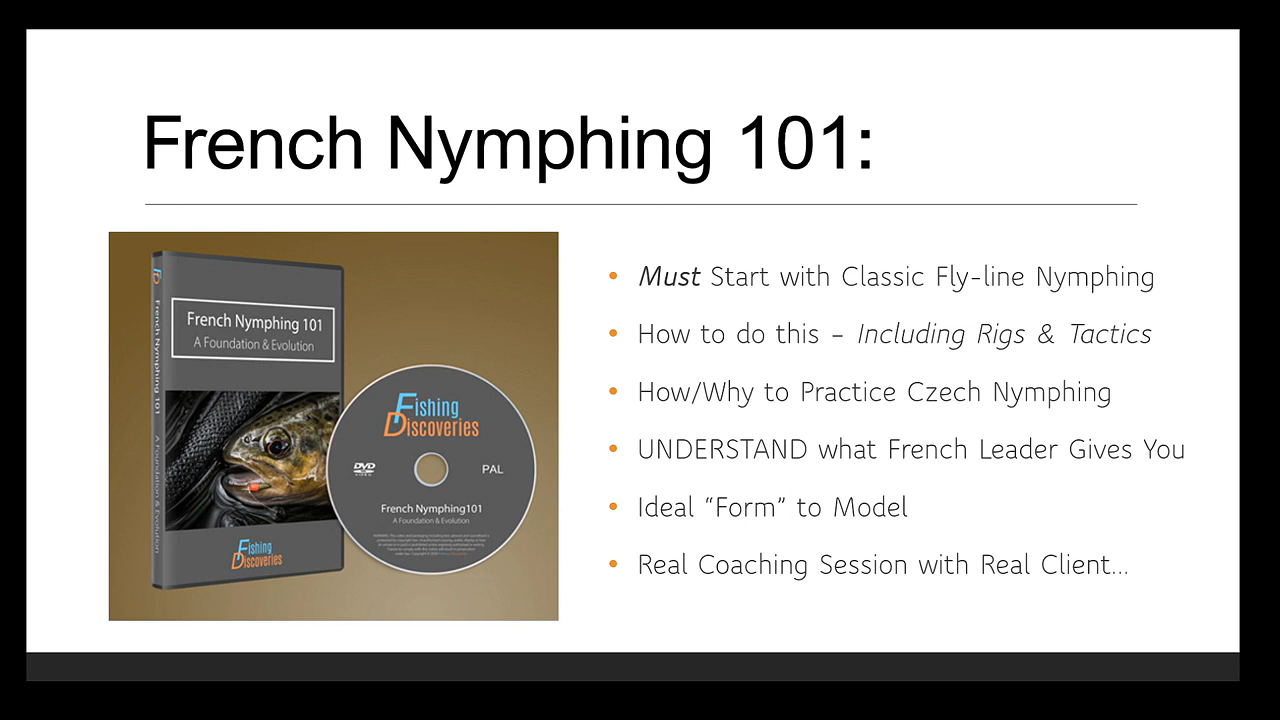 French Nymphing 101:
French Nymphing 101
A Foundation & Evolution
French Nymphing 101 A Foundation & Evolution
Fishing
Discoveries
Fishing
Discoveries
DVD
VIDEO
PAL
French Nymphing101
A Foundation & Evolution
• Must Start with Classic Fly-line Nymphing
• How to do this – Including Rigs & Tactics
• How/Why to Practice Czech Nymphing
• UNDERSTAND what French Leader Gives You
• Ideal “Form” to Model
• Real Coaching Session with Real Client...